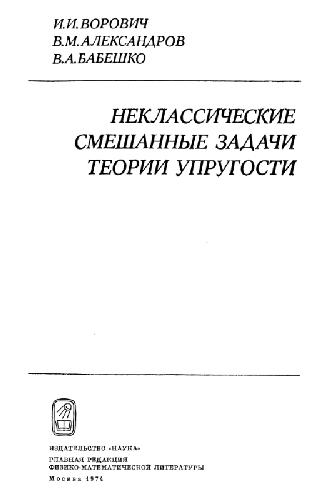 И.И. ВОРОВИЧ
В.М. АЛЕКСАНДРОВ
В.А. БАБЕШКО
НЕКЛАССИЧЕСКИЕ
СМЕШАННЫЕ ЗАДАЧИ
ТЕОРИИ УПРУГОСТИ
ИЗДАТЕЛЬСТВО «НАУКА»
ГЛАВНАЯ РЕДАКЦИЯ
ФИЗИКО-МАТЕМАТИЧЕСКОЙ ЛИТЕРАТУРЫ
Москва 1974